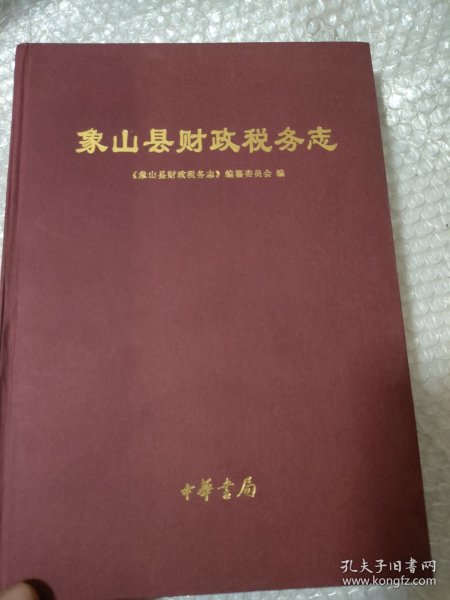 象山县财政税务志
《象山县财政税务志》编纂委员会 编
中華書局
孔夫子旧书网
www.kongfz.com